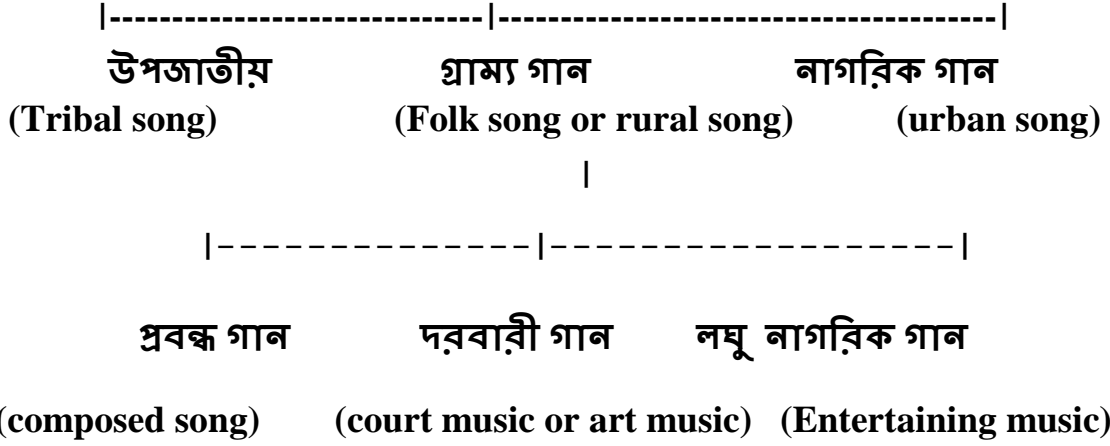 |-----------------------------|--------------------------------------|
উপজাতীয় গ্রাম্য গান নাগরিক গান
(Tribal song) (Folk song or rural song) (urban song)
|
|--------------|------------------|
প্রবন্ধ গান দরবারী গান লঘু নাগরিক গান
(composed song) (court music or art music) (Entertaining music)